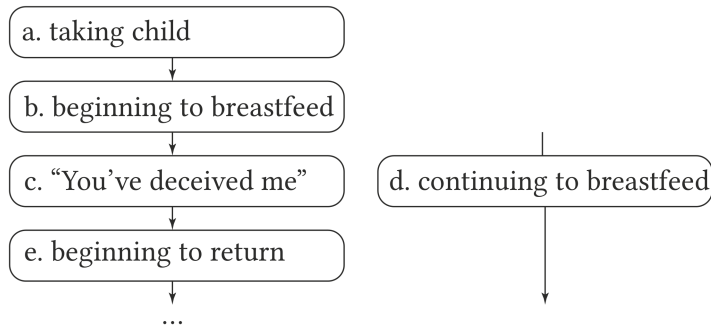 a. taking child
b. beginning to breastfeed
c. “You’ve deceived me”
d. continuing to breastfeed
e. beginning to return
...